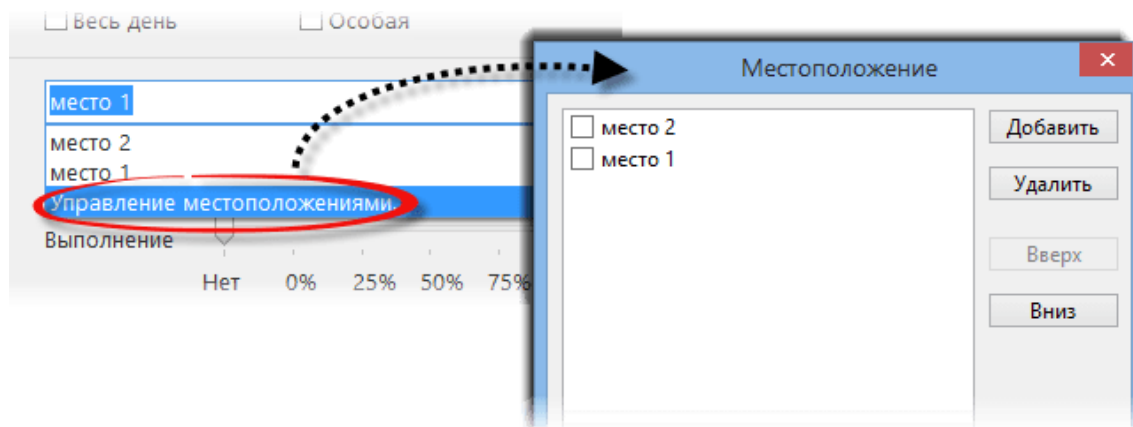 Весь день
Особая
место 1
место 2
место 1
Управление местоположениями.
Выполнение
Нет 0% 25% 50% 75%
Местоположение
место 2
место 1
Добавить
Удалить
Вверх
Вниз